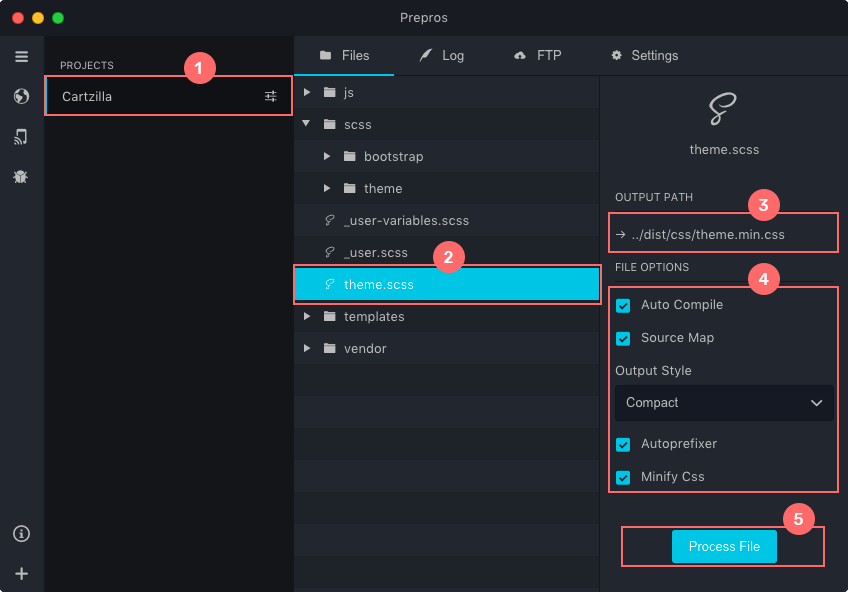 Prepros
PROJECTS
1
Cartzilla
Files
Log
FTP
Settings
js
scss
bootstrap
theme
_user-variables.scss
_user.scss
2
theme.scss
templates
vendor
theme.scss
OUTPUT PATH
3
../dist/css/theme.min.css
FILE OPTIONS
4
Auto Compile
Source Map
Output Style
Compact
Autoprefixer
Minify Css
5
Process File